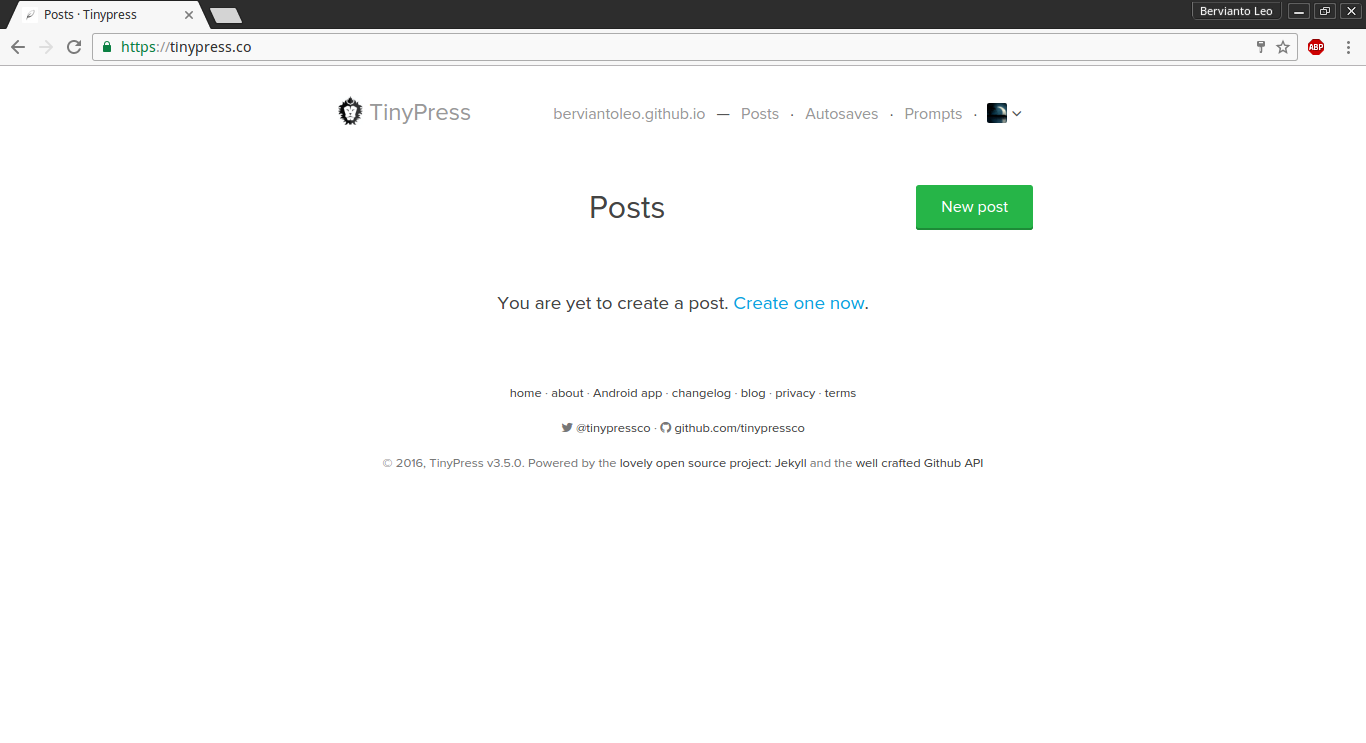 Posts · Tinypress
Bervianto Leo
https://tinypress.co
ABP
TinyPress
berviantoleo.github.io — Posts · Autosaves · Prompts ·
Posts
New post
You are yet to create a post. Create one now.
home · about · Android app · changelog · blog · privacy · terms
@tinypressco · github.com/tinypressco
© 2016, TinyPress v3.5.0. Powered by the lovely open source project: Jekyll and the well crafted Github API